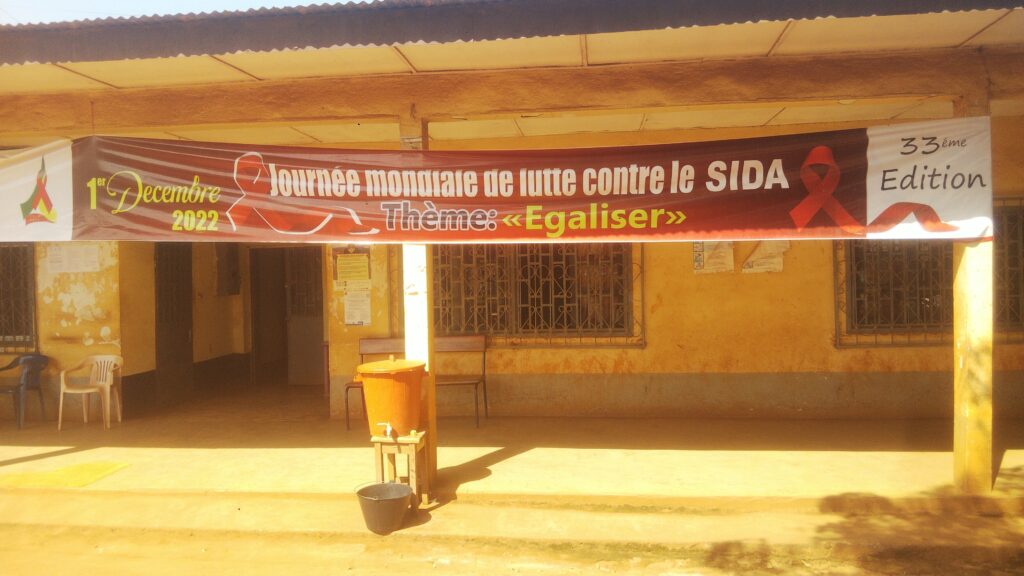 1er Decembre
2022
Journée mondiale de lutte contre le SIDA
Thème: «Egaliser»
33ème
Edition